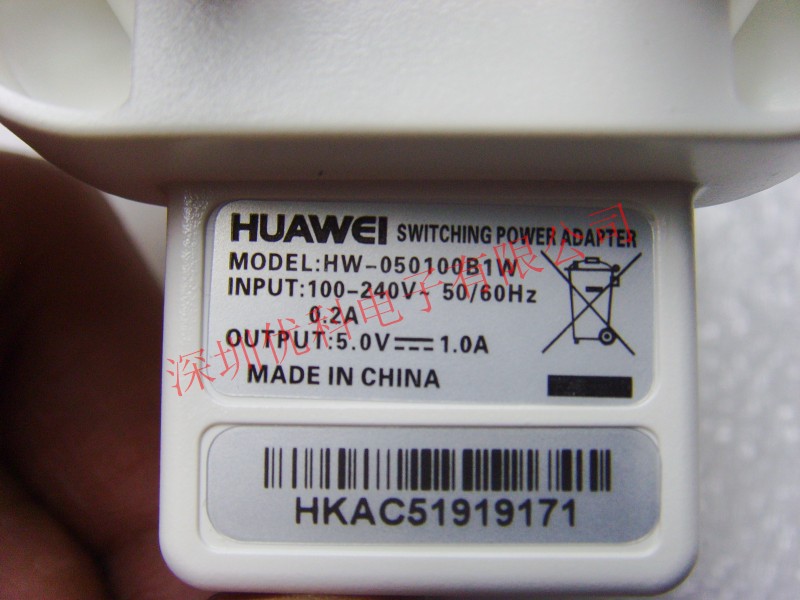 HUAWEI SWITCHING POWER ADAPTER
MODEL:HW-050100B1W
INPUT:100-240V~ 50/60Hz
0.2A
OUTPUT:5.0V⎓1.0A
MADE IN CHINA
HKAC51919171
深圳优科电子有限公司